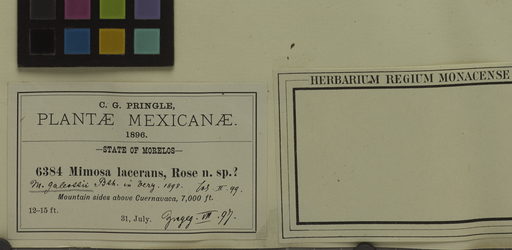 C. G. PRINGLE,
PLANTÆ MEXICANÆ.
1896.
—STATE OF MORELOS—
6384 Mimosa lacerans, Rose n. sp.?
M. galeottii Bth. in 1898.
Mountain sides above Cuernavaca, 7,000 ft.
12–15 ft.
31, July.
HERBARIUM REGIUM MONACENSE